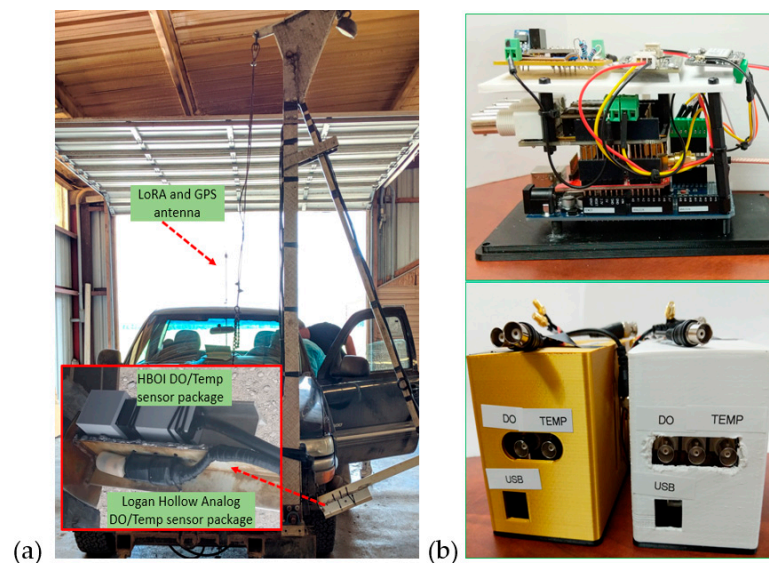 LoRA and GPS
antenna
HBOI DO/Temp
sensor package
Logan Hollow Analog
DO/Temp sensor package
(a)
(b)
DO TEMP
USB
DO TEMP
USB